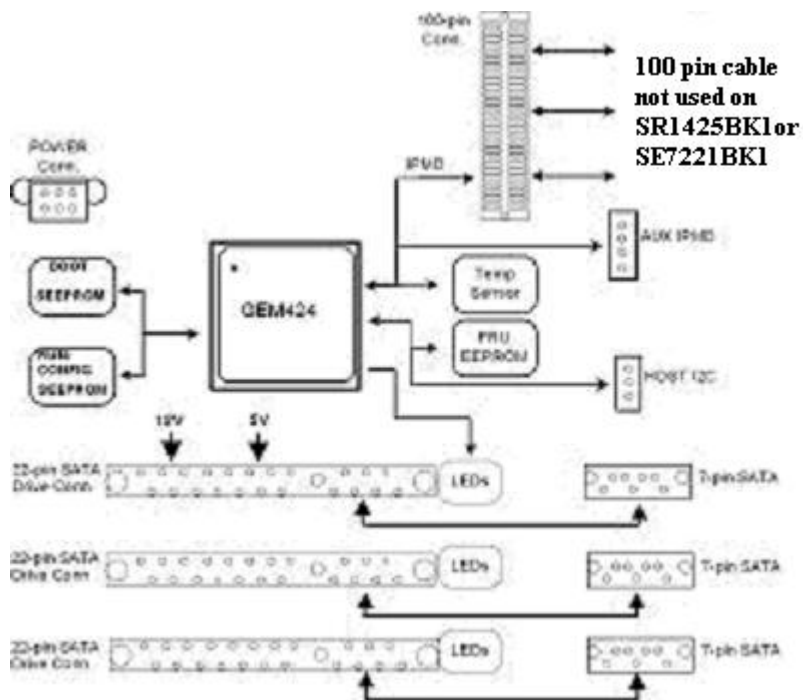 100-pin
Conn.
100 pin cable
not used on
SR1425BK1or
SE7221BK1
POWER
Conn.
IPMB
AUX IPMB
BOOT
SEEPROM
GEM424
Temp
Sensor
FRU
EEPROM
CONFIG
SEEPROM
HOST I2C
12V
5V
22-pin SATA
Drive Conn
LEDs
7-pin SATA
22-pin SATA
Drive Conn
LEDs
7-pin SATA
22-pin SATA
Drive Conn
LEDs
7-pin SATA